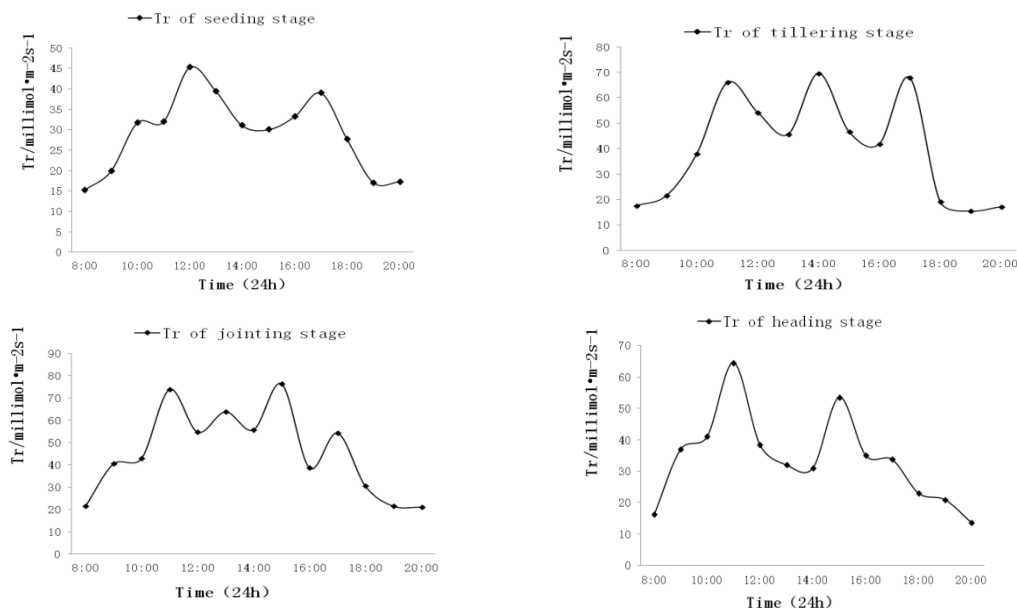 Tr of seeding stage
Tr/millimol•m-2s-1
50
45
40
35
30
25
20
15
10
5
0
8:00 10:00 12:00 14:00 16:00 18:00 20:00
Time (24h)
Tr of tillering stage
Tr/millimol•m-2s-1
80
70
60
50
40
30
20
10
0
8:00 10:00 12:00 14:00 16:00 18:00 20:00
Time (24h)
Tr of jointing stage
Tr/millimol•m-2s-1
90
80
70
60
50
40
30
20
10
0
8:00 10:00 12:00 14:00 16:00 18:00 20:00
Time (24h)
Tr of heading stage
Tr/millimol•m-2s-1
70
60
50
40
30
20
10
0
8:00 10:00 12:00 14:00 16:00 18:00 20:00
Time (24h)